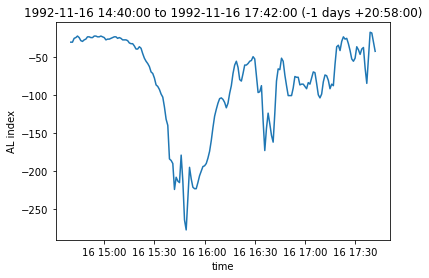 1992-11-16 14:40:00 to 1992-11-16 17:42:00 (-1 days +20:58:00)
−50
−100
−150
−200
−250
AL index
16 15:00 16 15:30 16 16:00 16 16:30 16 17:00 16 17:30
time